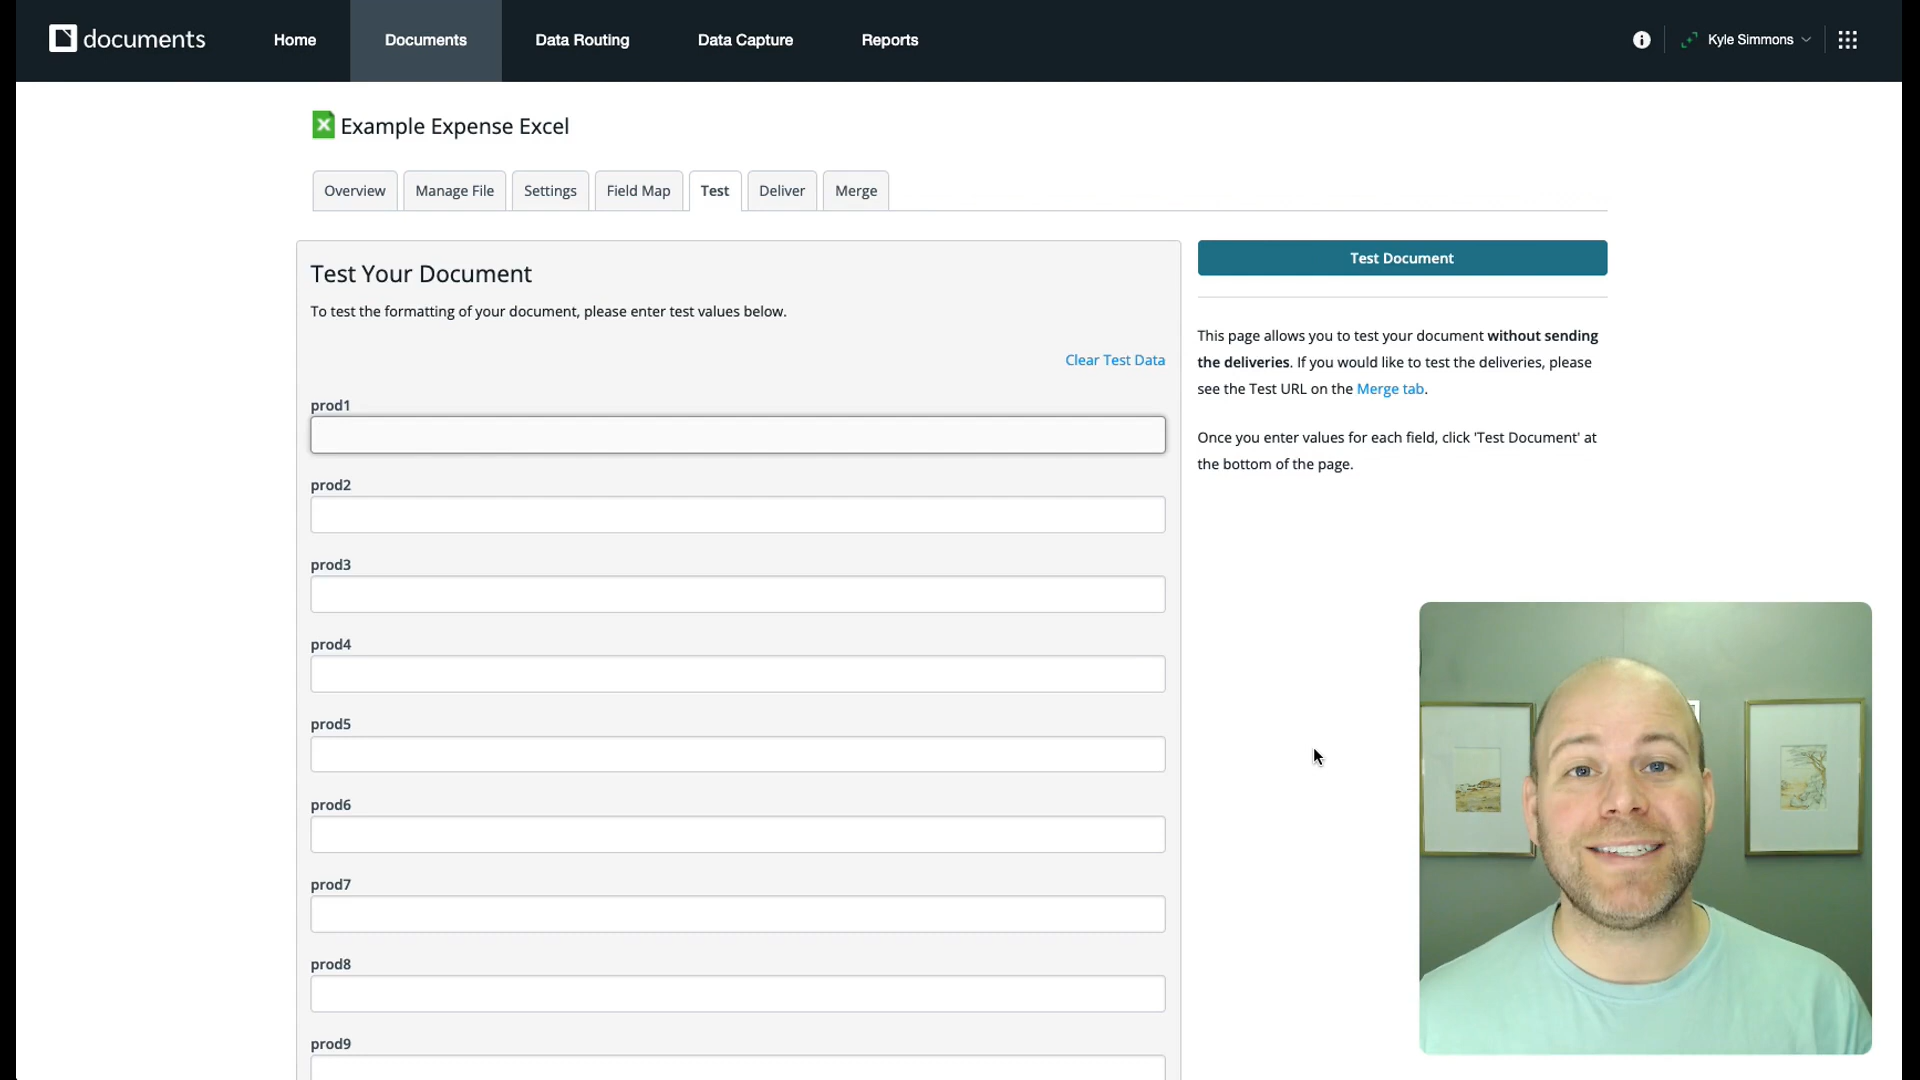 documents
Home
Documents
Data Routing
Data Capture
Reports
Kyle Simmons
Example Expense Excel
Overview
Manage File
Settings
Field Map
Test
Deliver
Merge
Test Your Document
To test the formatting of your document, please enter test values below.
Clear Test Data
prod1
prod2
prod3
prod4
prod5
prod6
prod7
prod8
prod9
Test Document
This page allows you to test your document without sending
the deliveries. If you would like to test the deliveries, please
see the Test URL on the Merge tab.
Once you enter values for each field, click 'Test Document' at
the bottom of the page.